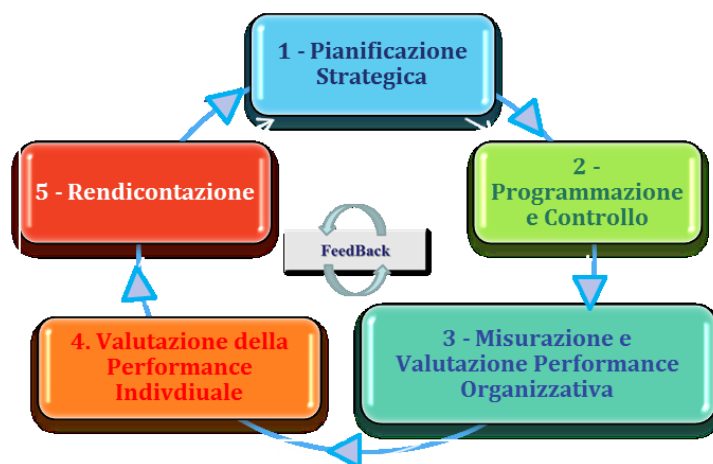 1 - Pianificazione
Strategica
2 -
Programmazione
e Controllo
3 - Misurazione e
Valutazione Performance
Organizzativa
4. Valutazione della
Performance
Indivdiuale
5 - Rendicontazione
FeedBack